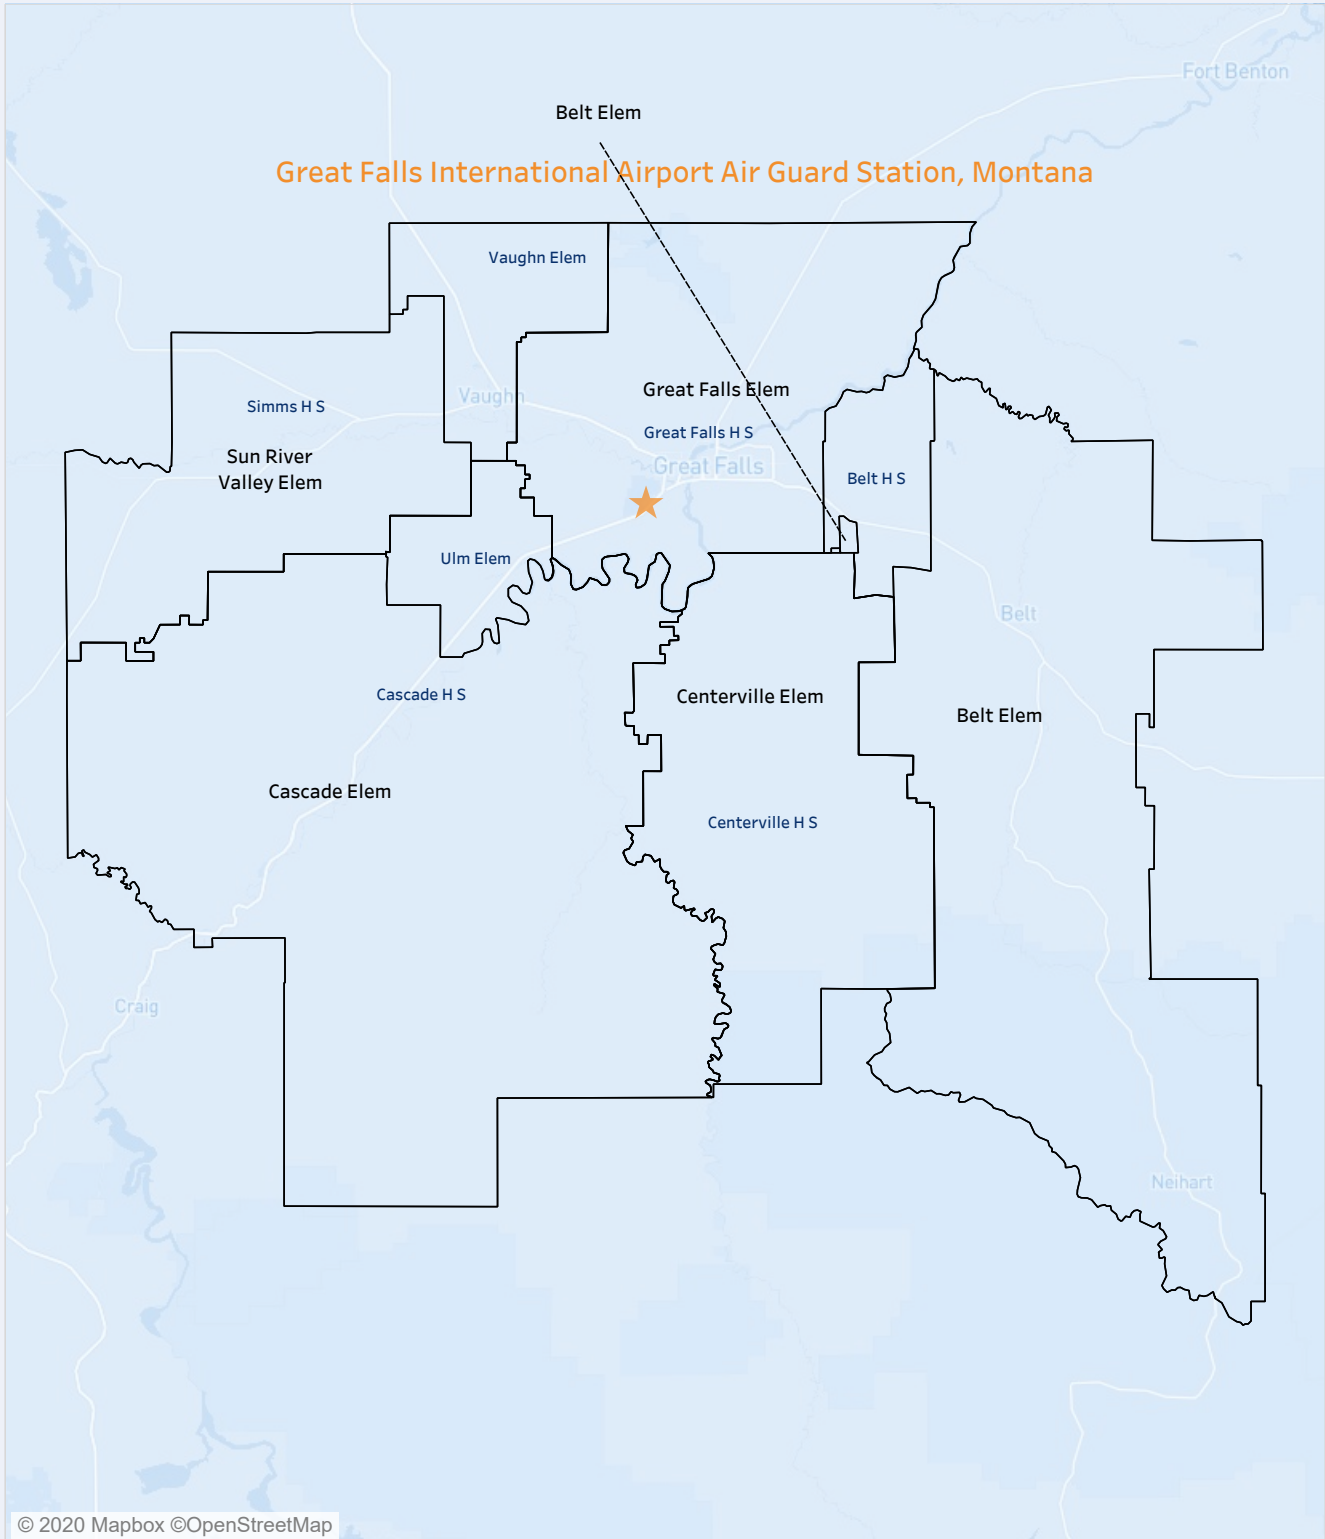 Fort Benton
Belt Elem
Great Falls International Airport Air Guard Station, Montana
Vaughn Elem
Great Falls Elem
Vaughn
Simms H S
Great Falls H S
Sun River
Valley Elem
Great Falls
Belt H S
Ulm Elem
Belt
Cascade H S
Centerville Elem
Belt Elem
Cascade Elem
Centerville H S
Craig
Neihart
© 2020 Mapbox ©OpenStreetMap